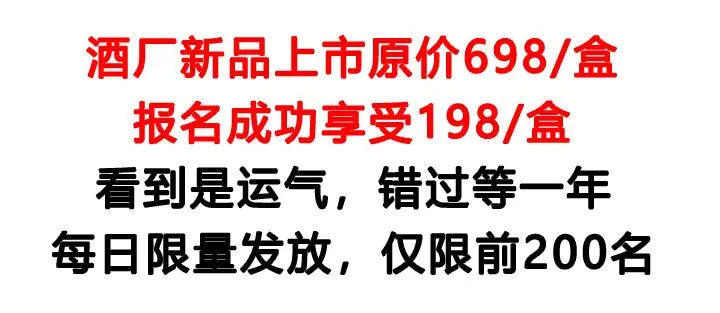 酒厂新品上市原价698/盒
报名成功享受198/盒
看到是运气，错过等一年
每日限量发放，仅限前200名